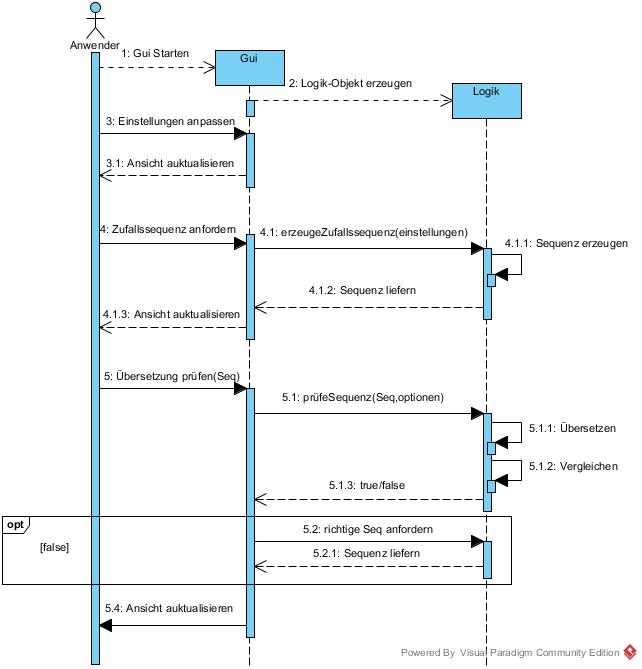 Anwender
1: Gui Starten
Gui
2: Logik-Objekt erzeugen
Logik
3: Einstellungen anpassen
3.1: Ansicht auktualisieren
4: Zufallssequenz anfordern
4.1: erzeugeZufallssequenz(einstellungen)
4.1.1: Sequenz erzeugen
4.1.2: Sequenz liefern
4.1.3: Ansicht auktualisieren
5: Übersetzung prüfen(Seq)
5.1: prüfeSequenz(Seq,optionen)
5.1.1: Übersetzen
5.1.2: Vergleichen
5.1.3: true/false
opt
[false]
5.2: richtige Seq anfordern
5.2.1: Sequenz liefern
5.4: Ansicht auktualisieren
Powered By Visual Paradigm Community Edition